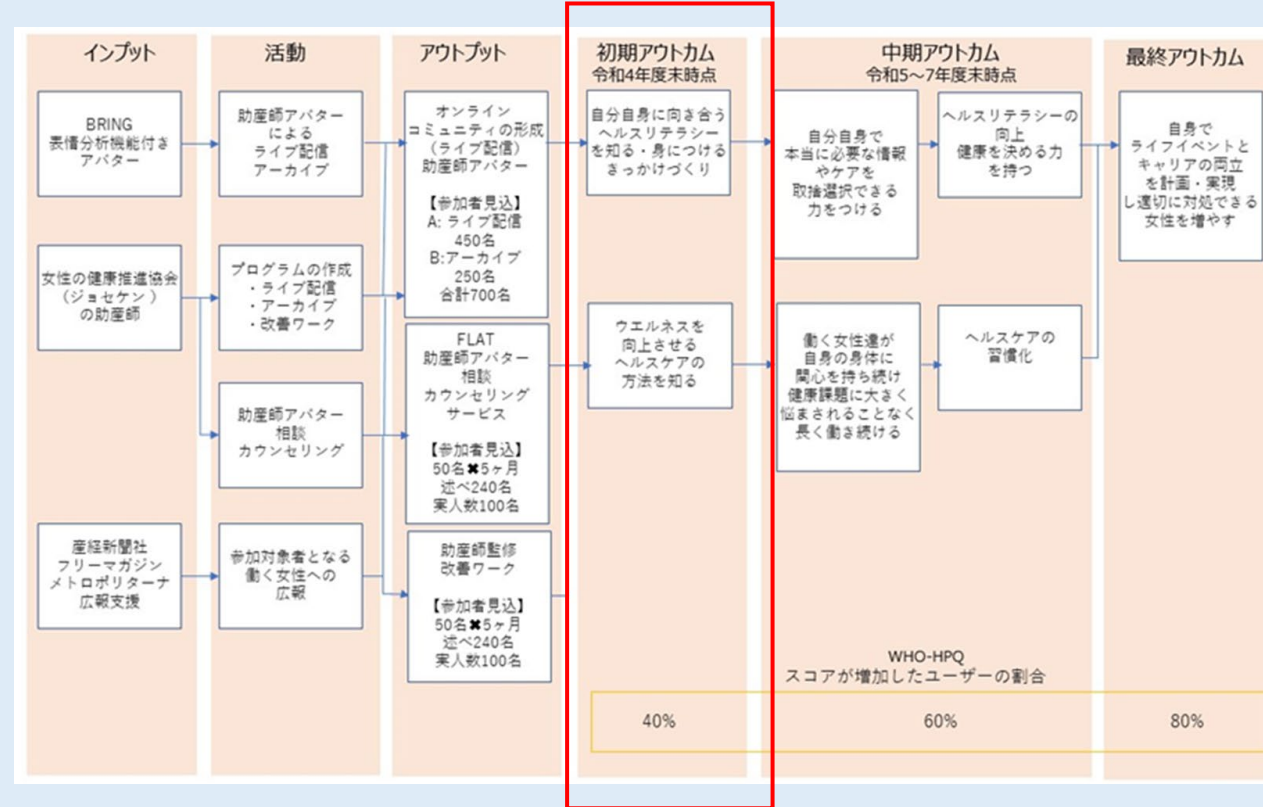 インプット
BRING
表情分析機能付き
アバター
女性の健康推進協会
(ジョセケン )
の助産師
産経新聞社
フリーマガジン
メトロポリターナ
広報支援
活動
助産師アバター
による
ライブ配信
アーカイブ
プログラムの作成
・ライブ配信
・アーカイブ
・改善ワーク
助産師アバター
相談
カウンセリング
参加対象者となる
働く女性への
広報
アウトプット
オンライン
コミュニティの形成
(ライブ配信)
助産師アバター
【参加者見込】
A: ライブ配信
450名
B:アーカイブ
250名
合計700名
FLAT
助産師アバター
相談
カウンセリング
サービス
【参加者見込】
50名✖5ヶ月
述べ240名
実人数100名
助産師監修
改善ワーク
【参加者見込】
50名✖5ヶ月
述べ240名
実人数100名
初期アウトカム
令和4年度末時点
自分自身に向き合う
ヘルスリテラシー
を知る・身につける
きっかけづくり
ウエルネスを
向上させる
ヘルスケアの
方法を知る
中期アウトカム
令和5~7年度末時点
自分自身で
本当に必要な情報
やケアを
取捨選択できる
力をつける
ヘルスリテラシーの
向上
健康を決める力
を持つ
働く女性達が
自身の身体に
関心を持ち続け
健康課題に大きく
悩まされることなく
長く働き続ける
ヘルスケアの
習慣化
最終アウトカム
自身で
ライフイベントと
キャリアの両立
を計画・実現
し適切に対処できる
女性を増やす
WHO-HPQ
スコアが増加したユーザーの割合
40%
60%
80%